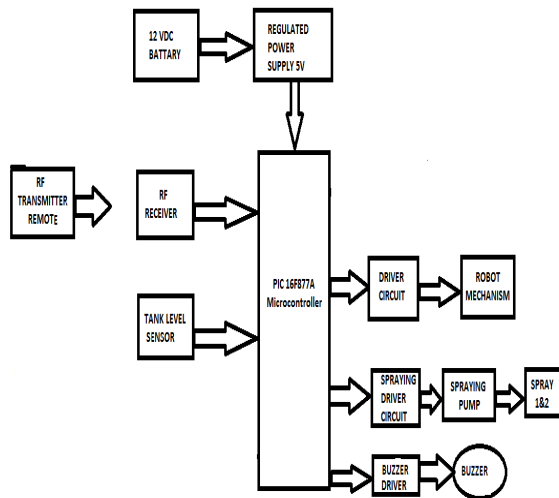 12 VDC
BATTARY
REGULATED
POWER
SUPPLY 5V
RF
TRANSMITTER
REMOTE
RF
RECEIVER
TANK LEVEL
SENSOR
PIC 16F877A
Microcontroller
DRIVER
CIRCUIT
ROBOT
MECHANISM
SPRAYING
DRIVER
CIRCUIT
SPRAYING
PUMP
SPRAY
1&2
BUZZER
DRIVER
BUZZER